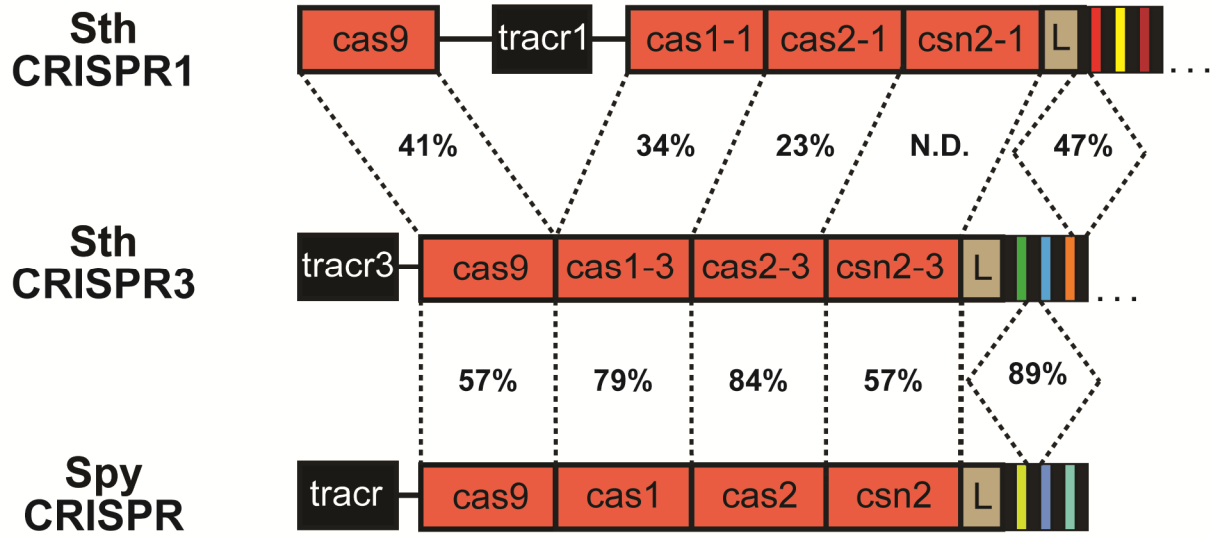 Sth
CRISPR1
cas9 tracr1 cas1-1 cas2-1 csn2-1 L ...
41% 34% 23% N.D. 47%
Sth
CRISPR3
tracr3 cas9 cas1-3 cas2-3 csn2-3 L ...
57% 79% 84% 57% 89%
Spy
CRISPR
tracr cas9 cas1 cas2 csn2 L